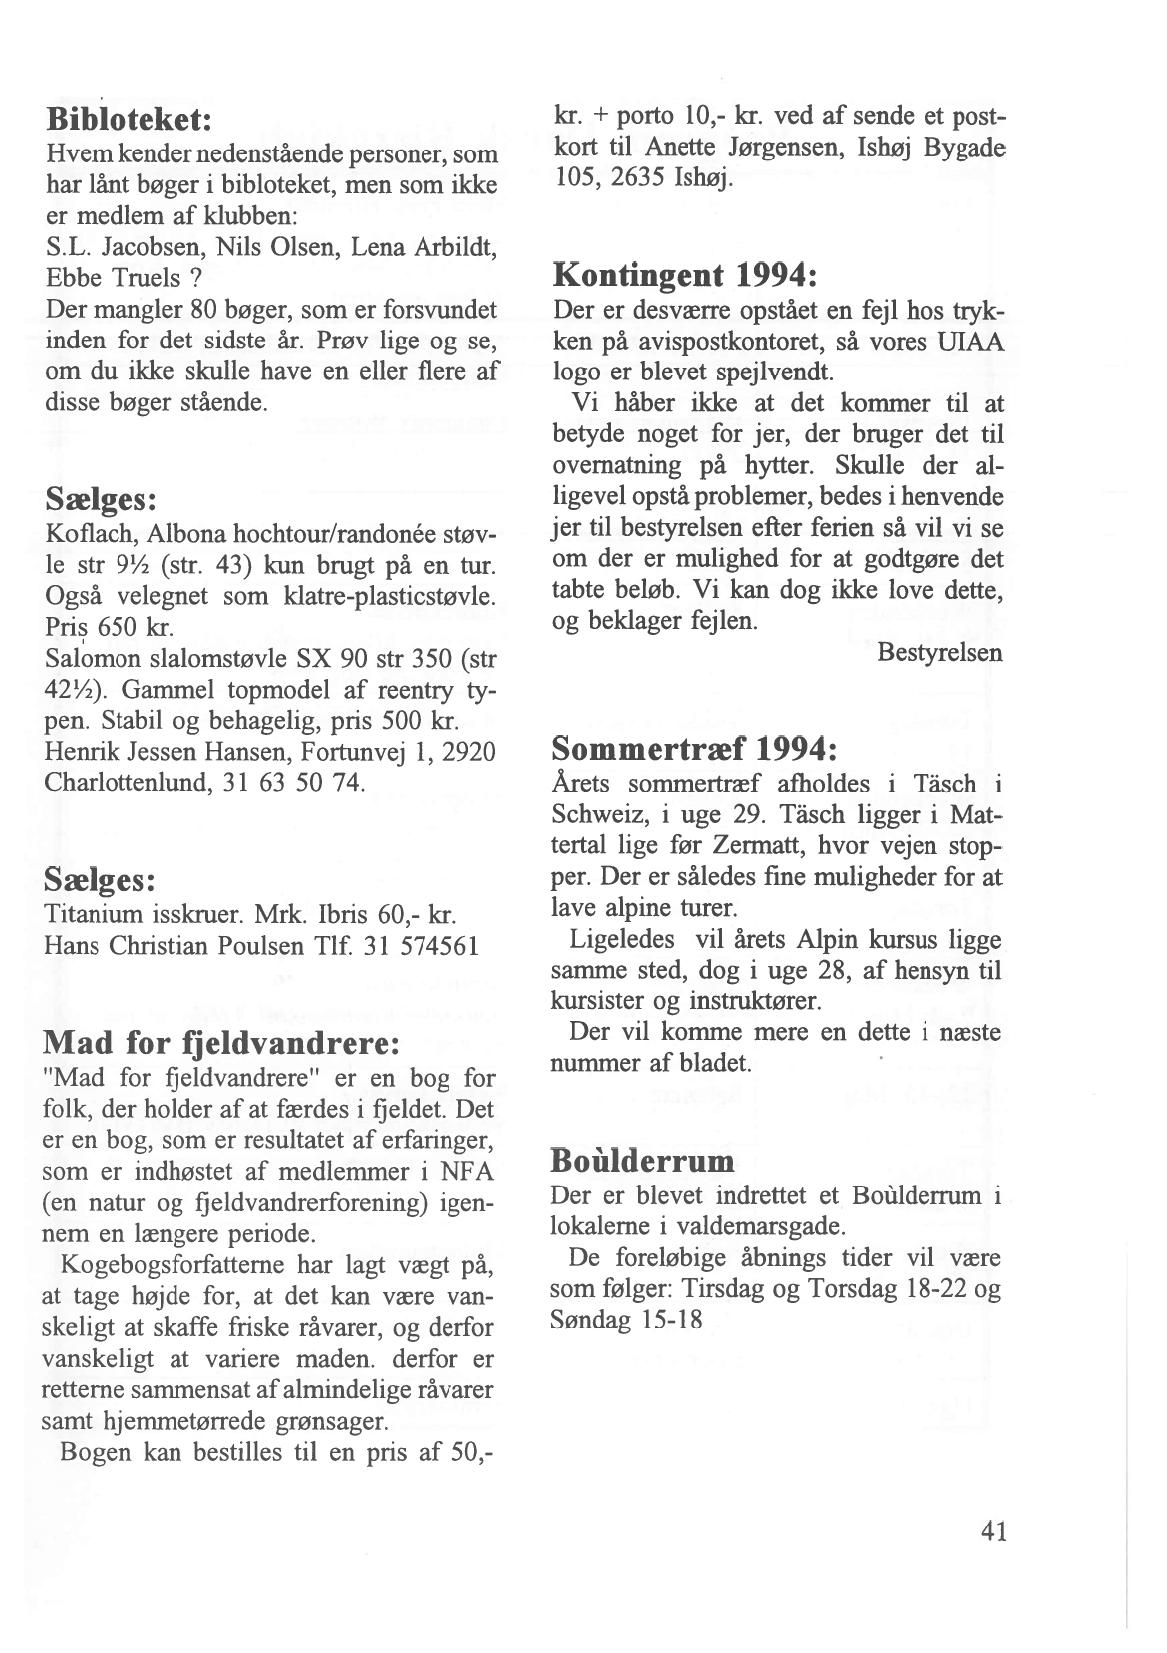 Bibloteket:
Hvem kender nedenstående personer, som
har lånt bøger i bibloteket, men som ikke
er medlem af klubben:
S.L. Jacobsen, Nils Olsen, Lena Arbildt,
Ebbe Truels ?
Der mangler 80 bøger, som er forsvundet
inden for det sidste år. Prøv lige og se,
om du ikke skulle have en eller flere af
disse bøger stående.
Sælges:
Koflach, Albona hochtour/randonée støv-
le str 9½ (str. 43) kun brugt på en tur.
Også velegnet som klatre-plasticstøvle.
Pris 650 kr.
Salomon slalomstøvle SX 90 str 350 (str
42½). Gammel topmodel af reentry ty-
pen. Stabil og behagelig, pris 500 kr.
Henrik Jessen Hansen, Fortunvej 1, 2920
Charlottenlund, 31 63 50 74.
Sælges:
Titanium isskruer. Mrk. Ibris 60,- kr.
Hans Christian Poulsen Tlf. 31 574561
Mad for fjeldvandrere:
"Mad for fjeldvandrere" er en bog for
folk, der holder af at færdes i fjeldet. Det
er en bog, som er resultatet af erfaringer,
som er indhøstet af medlemmer i NFA
(en natur og fjeldvandrerforening) igen-
nem en længere periode.
Kogebogsforfatterne har lagt vægt på,
at tage højde for, at det kan være van-
skeligt at skaffe friske råvarer, og derfor
vanskeligt at variere maden. derfor er
retterne sammensat af almindelige råvarer
samt hjemmetørrede grønsager.
Bogen kan bestilles til en pris af 50,-
kr. + porto 10,- kr. ved af sende et post-
kort til Anette Jørgensen, Ishøj Bygade
105, 2635 Ishøj.
Kontingent 1994:
Der er desværre opstået en fejl hos tryk-
ken på avispostkontoret, så vores UIAA
logo er blevet spejlvendt.
Vi håber ikke at det kommer til at
betyde noget for jer, der bruger det til
overnatning på hytter. Skulle der al-
ligevel opstå problemer, bedes i henvende
jer til bestyrelsen efter ferien så vil vi se
om der er mulighed for at godtgøre det
tabte beløb. Vi kan dog ikke love dette,
og beklager fejlen.
Bestyrelsen
Sommertræf 1994:
Årets sommertræf afholdes i Täsch i
Schweiz, i uge 29. Täsch ligger i Mat-
tertal lige før Zermatt, hvor vejen stop-
per. Der er således fine muligheder for at
lave alpine turer.
Ligeledes vil årets Alpin kursus ligge
samme sted, dog i uge 28, af hensyn til
kursister og instruktører.
Der vil komme mere en dette i næste
nummer af bladet.
Boùlderrum
Der er blevet indrettet et Boùlderrum i
lokalerne i valdemarsgade.
De foreløbige åbnings tider vil være
som følger: Tirsdag og Torsdag 18-22 og
Søndag 15-18
41